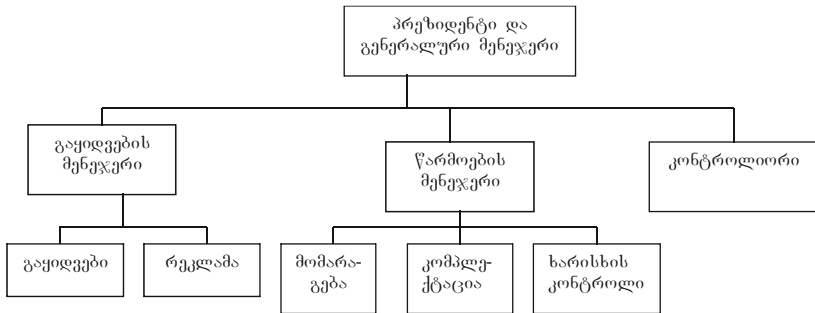 პრეზიდენტი და
გენერალური მენეჯერი
გაყიდვების
მენეჯერი
წარმოების
მენეჯერი
კონტროლიორი
გაყიდვები
რეკლამა
მომარა-
გება
კომპლე-
ქტაცია
ხარისხის
კონტროლი